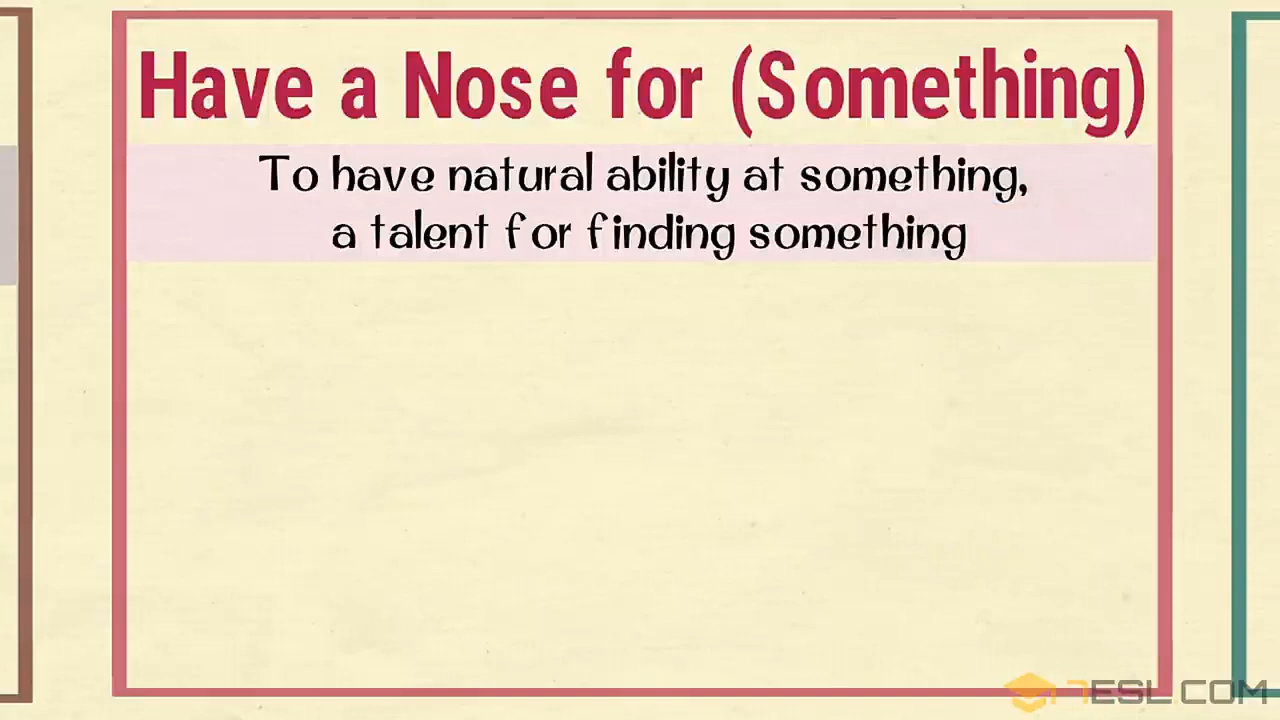 Have a Nose for (Something)
To have natural ability at something,
a talent for finding something
7ESL.COM